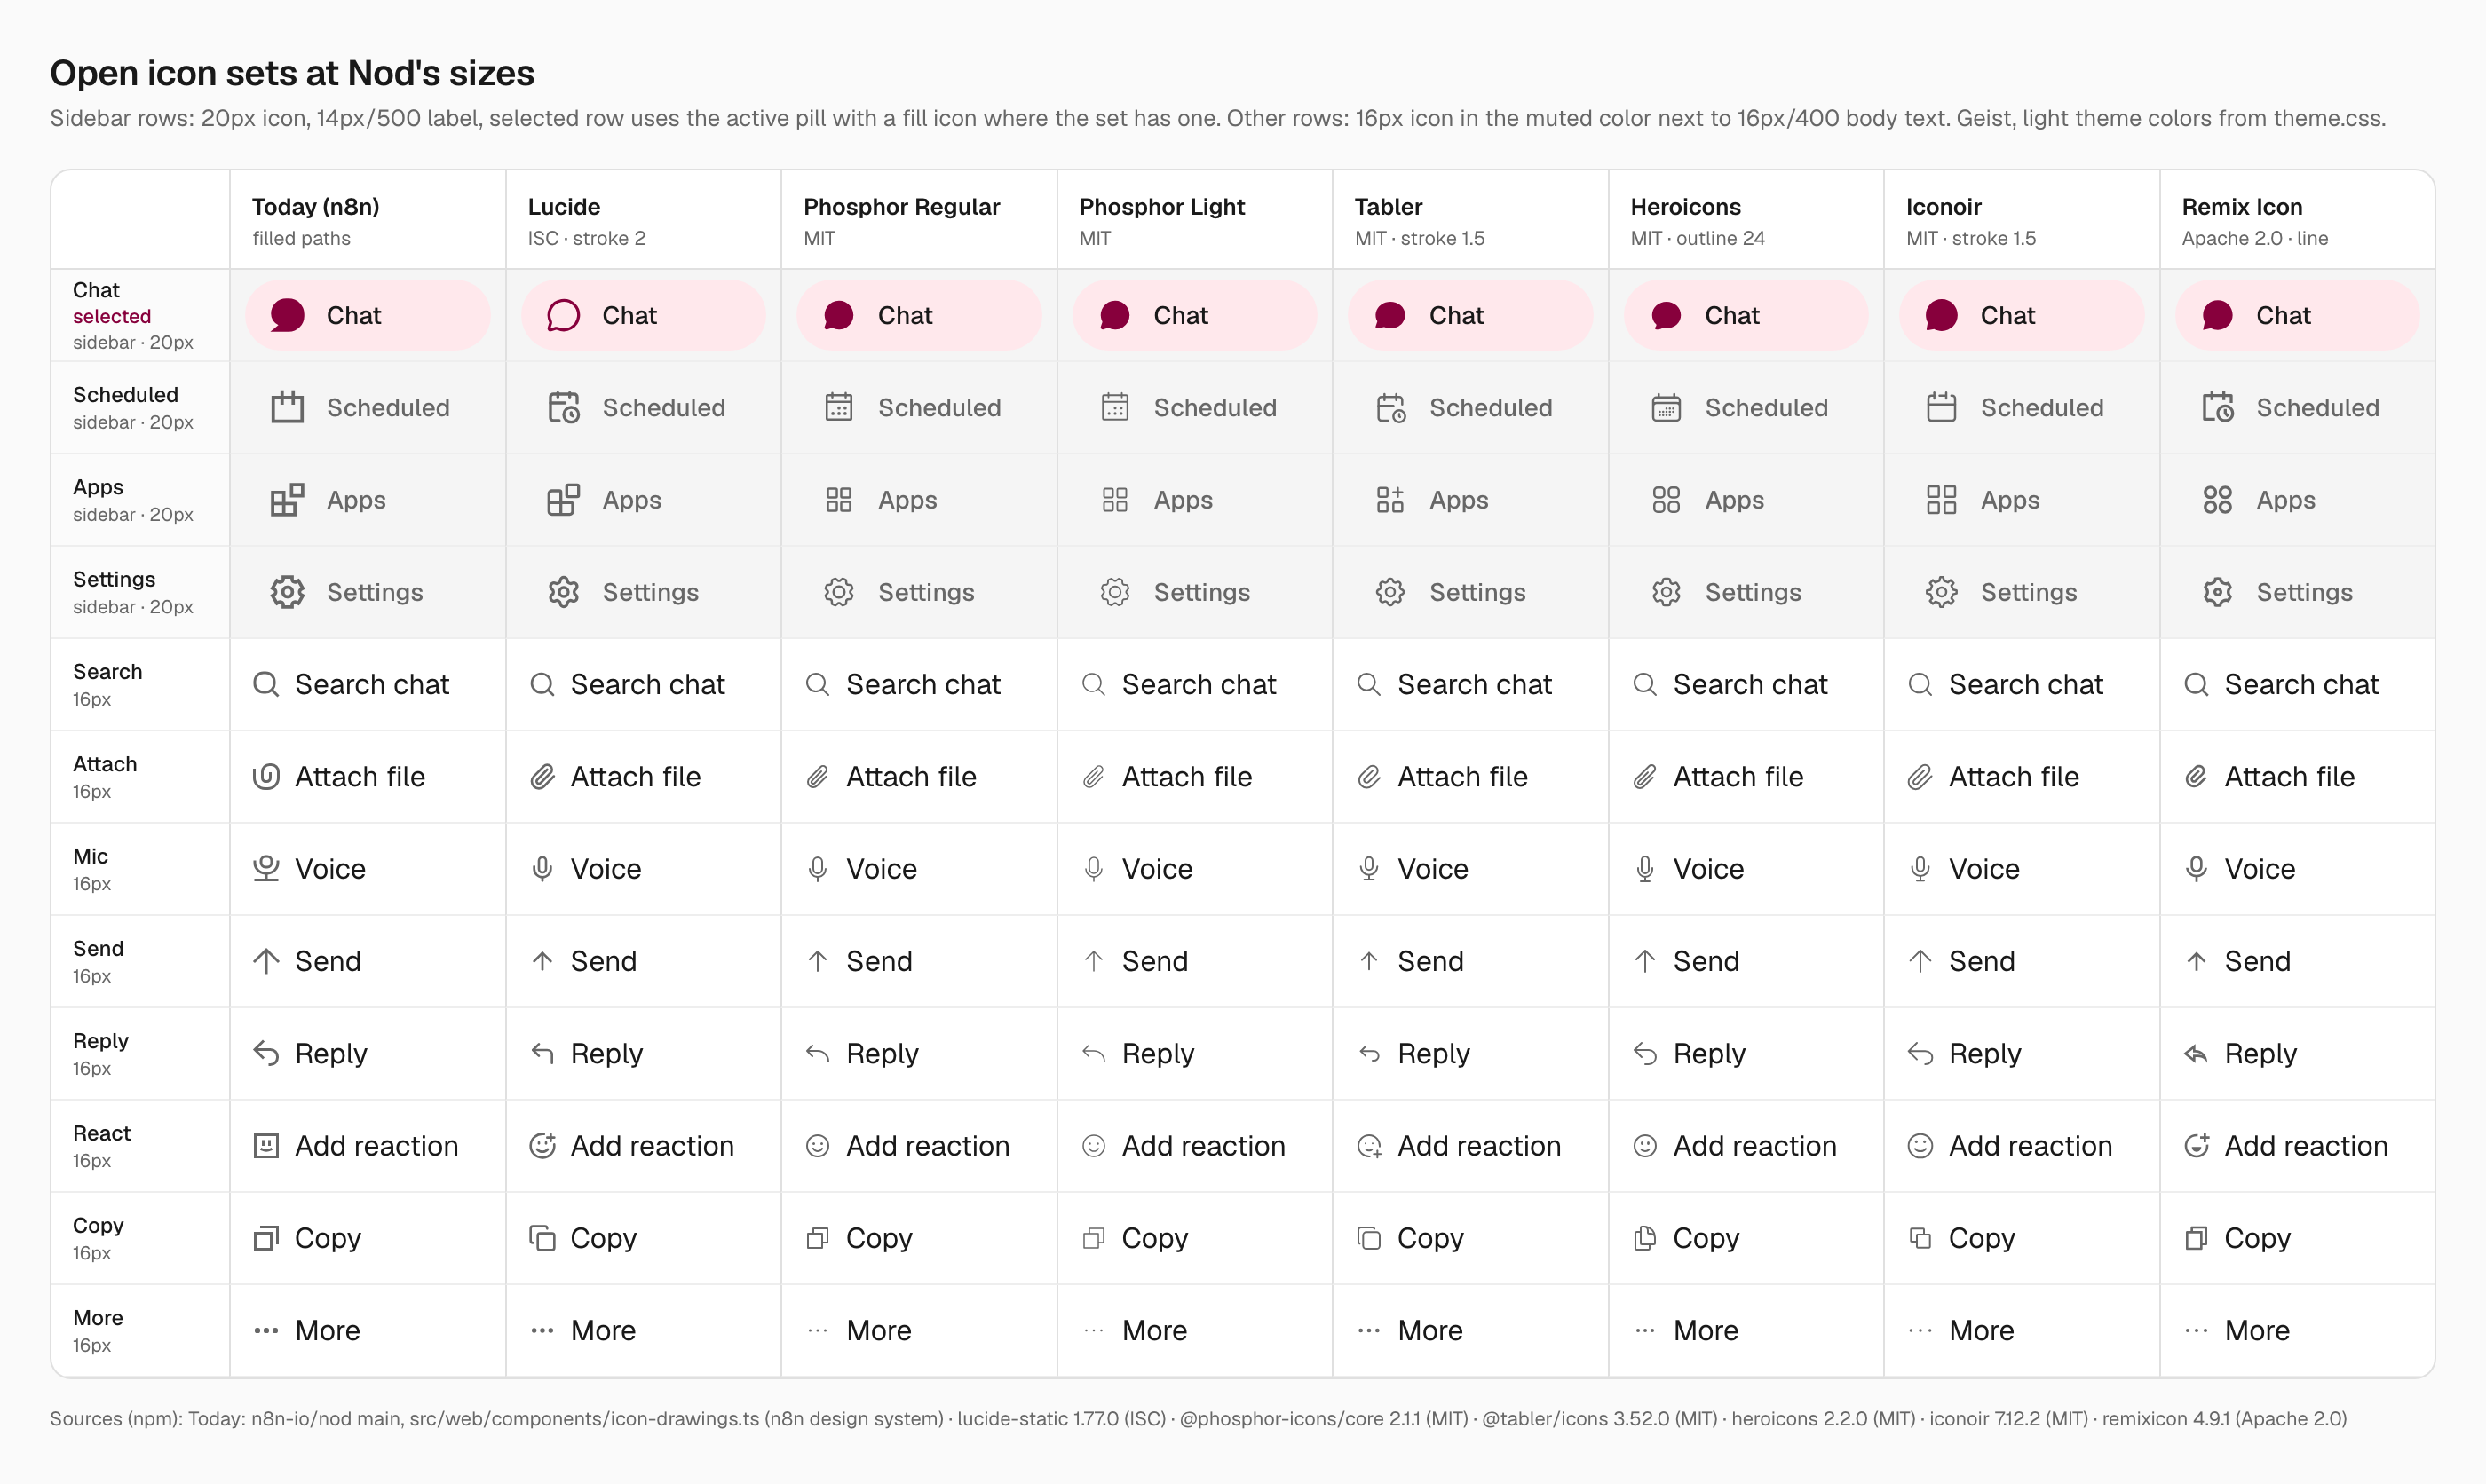 Open icon sets at Nod's sizes
Sidebar rows: 20px icon, 14px/500 label, selected row uses the active pill with a fill icon where the set has one. Other rows: 16px icon in the muted color next to 16px/400 body text. Geist, light theme colors from theme.css.
Today (n8n) Lucide Phosphor Regular Phosphor Light Tabler Heroicons Iconoir Remix Icon
filled paths ISC · stroke 2 MIT MIT MIT · stroke 1.5 MIT · outline 24 MIT · stroke 1.5 Apache 2.0 · line
Chat
selected Chat Chat Chat Chat Chat Chat Chat Chat
sidebar · 20px
Scheduled Scheduled Scheduled Scheduled Scheduled Scheduled Scheduled Scheduled Scheduled
sidebar · 20px
Apps Apps Apps Apps Apps Apps Apps Apps Apps
sidebar · 20px
Settings Settings Settings Settings Settings Settings Settings Settings Settings
sidebar · 20px
Search Search chat Search chat Search chat Search chat Search chat Search chat Search chat Search chat
16px
Attach Attach file Attach file Attach file Attach file Attach file Attach file Attach file Attach file
16px
Mic Voice Voice Voice Voice Voice Voice Voice Voice
16px
Send Send Send Send Send Send Send Send Send
16px
Reply Reply Reply Reply Reply Reply Reply Reply Reply
16px
React Add reaction Add reaction Add reaction Add reaction Add reaction Add reaction Add reaction Add reaction
16px
Copy Copy Copy Copy Copy Copy Copy Copy Copy
16px
More More More More More More More More More
16px
Sources (npm): Today: n8n-io/nod main, src/web/components/icon-drawings.ts (n8n design system) · lucide-static 1.77.0 (ISC) · @phosphor-icons/core 2.1.1 (MIT) · @tabler/icons 3.52.0 (MIT) · heroicons 2.2.0 (MIT) · iconoir 7.12.2 (MIT) · remixicon 4.9.1 (Apache 2.0)